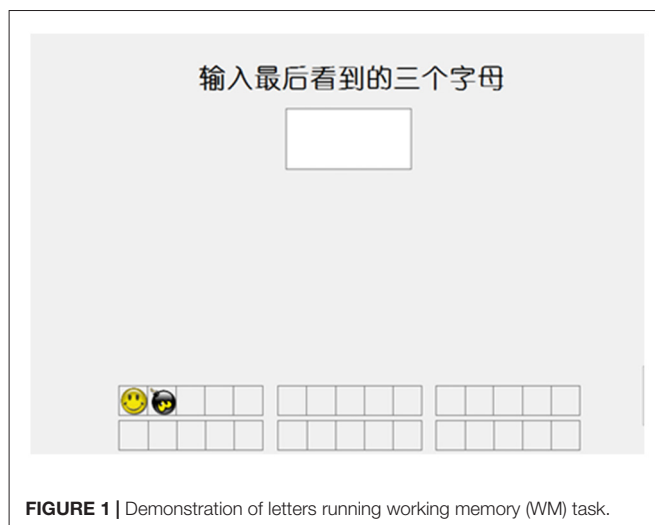 输入最后看到的三个字母
FIGURE 1 | Demonstration of letters running working memory (WM) task.